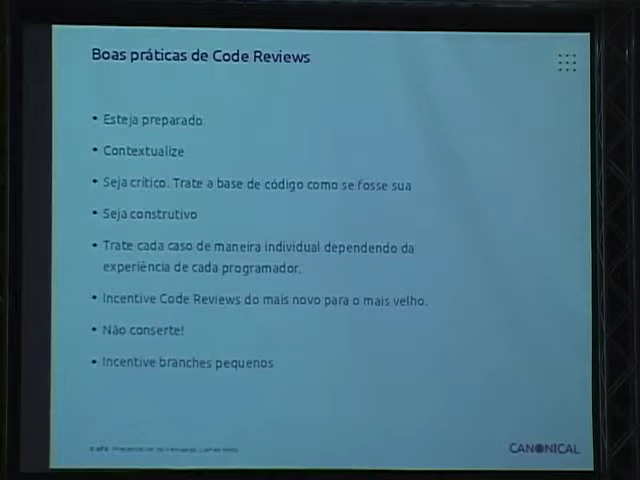 Boas práticas de Code Reviews
• Esteja preparado
• Contextualize
• Seja crítico. Trate a base de código como se fosse sua
• Seja construtivo
• Trate cada caso de maneira individual dependendo da
experiência de cada programador.
• Incentive Code Reviews do mais novo para o mais velho.
• Não conserte!
• Incentive branches pequenos
CANONICAL